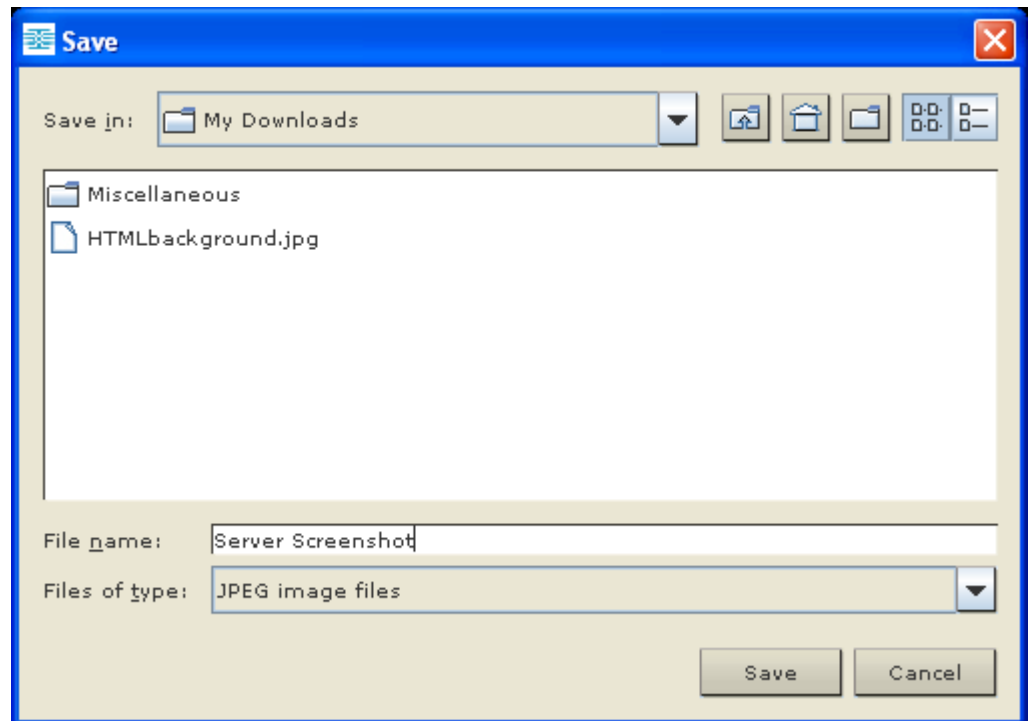 Save
Save in: My Downloads
Miscellaneous
HTMLbackground.jpg
File name: Server Screenshot
Files of type: JPEG image files
Save Cancel